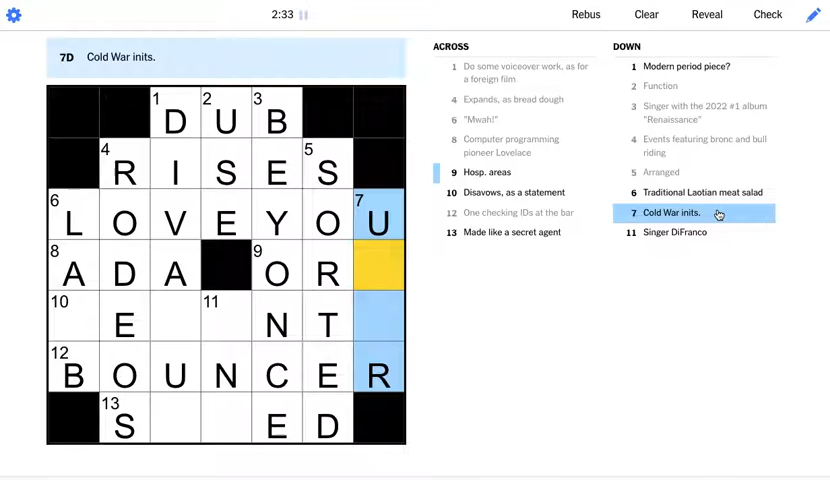 2:33
Rebus Clear Reveal Check
7D Cold War inits.
1 D 2 U 3 B
4 R I S E 5 S
6 L O V E Y O 7 U
8 A D A 9 O R
10 E 11 N T
12 B O U N C E R
13 S E D
ACROSS
1 Do some voiceover work, as for
a foreign film
4 Expands, as bread dough
6 "Mwah!"
8 Computer programming
pioneer Lovelace
9 Hosp. areas
10 Disavows, as a statement
12 One checking IDs at the bar
13 Made like a secret agent
DOWN
1 Modern period piece?
2 Function
3 Singer with the 2022 #1 album
"Renaissance"
4 Events featuring bronc and bull
riding
5 Arranged
6 Traditional Laotian meat salad
7 Cold War inits.
11 Singer DiFranco